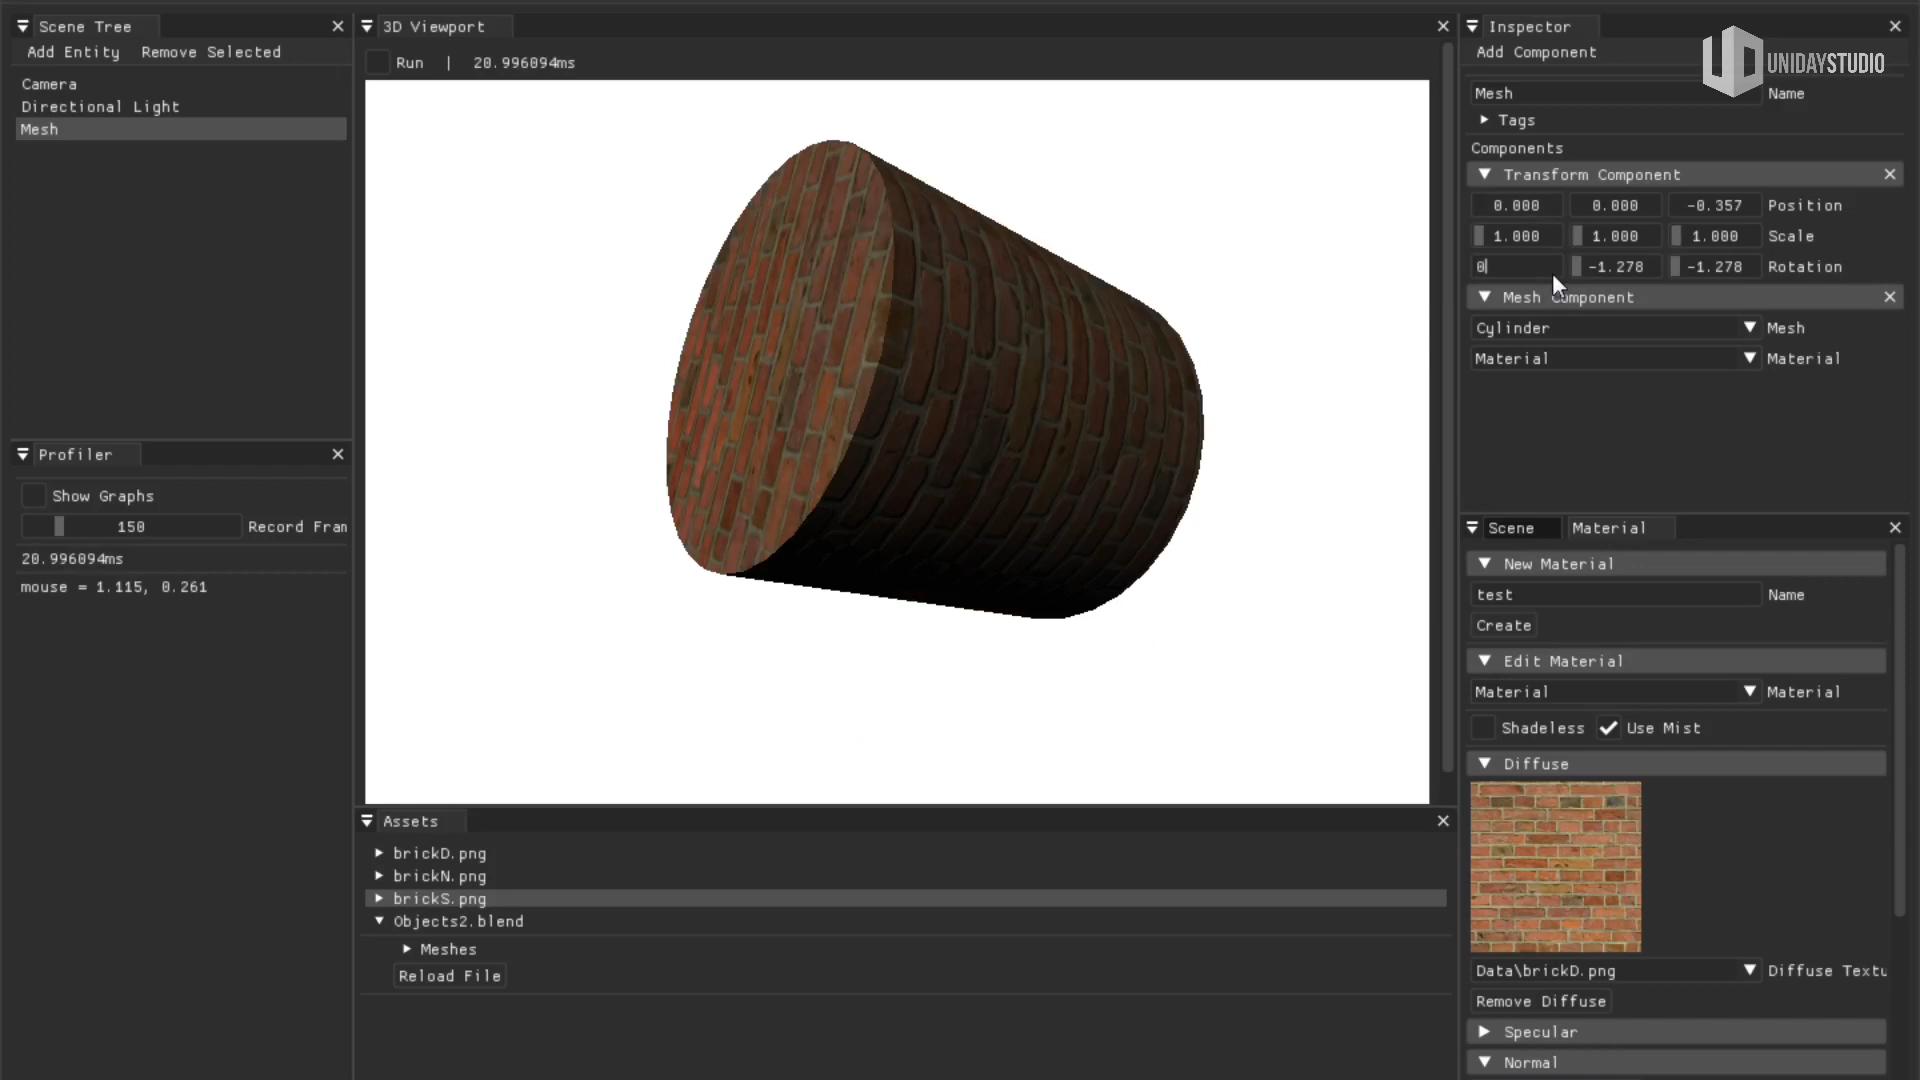 Scene Tree
Add Entity Remove Selected
Camera
Directional Light
Mesh
Profiler
Show Graphs
150 Record Fran
20.996094ms
mouse = 1.115, 0.261
3D Viewport
Run | 20.996094ms
Assets
brickD.png
brickN.png
brickS.png
Objects2.blend
Meshes
Reload File
Inspector
Add Component
UD UNIDAYSTUDIO
Mesh Name
Tags
Components
Transform Component
0.000 0.000 -0.357 Position
1.000 1.000 1.000 Scale
0 -1.278 -1.278 Rotation
Mesh Component
Cylinder Mesh
Material Material
Scene Material
New Material
test Name
Create
Edit Material
Material Material
Shadeless Use Mist
Diffuse
Data\brickD.png Diffuse Textu
Remove Diffuse
Specular
Normal